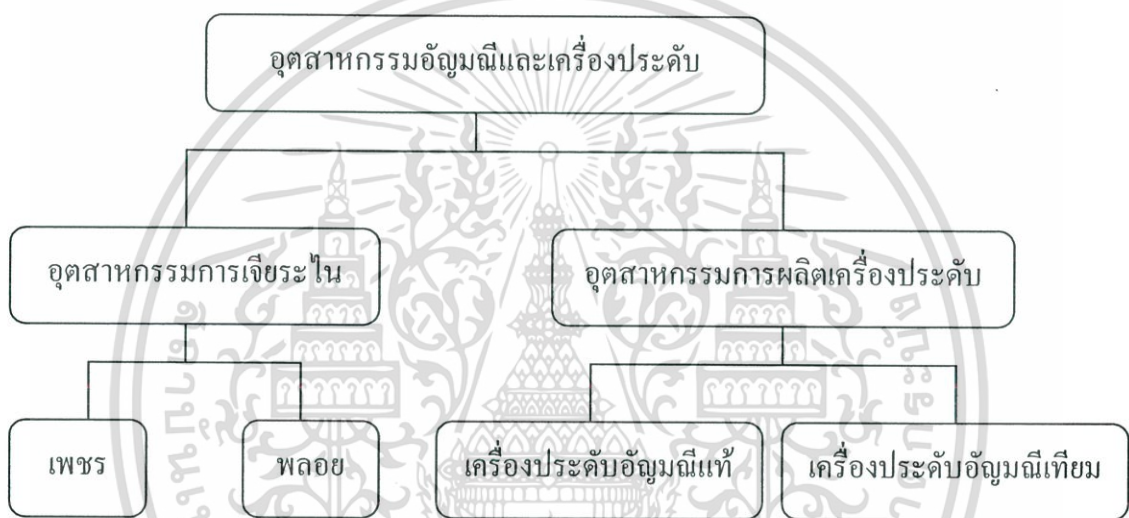 อุตสาหกรรมอัญมณีและเครื่องประดับ
อุตสาหกรรมการเจียระไน
อุตสาหกรรมการผลิตเครื่องประดับ
เพชร
พลอย
เครื่องประดับอัญมณีแท้
เครื่องประดับอัญมณีเทียม